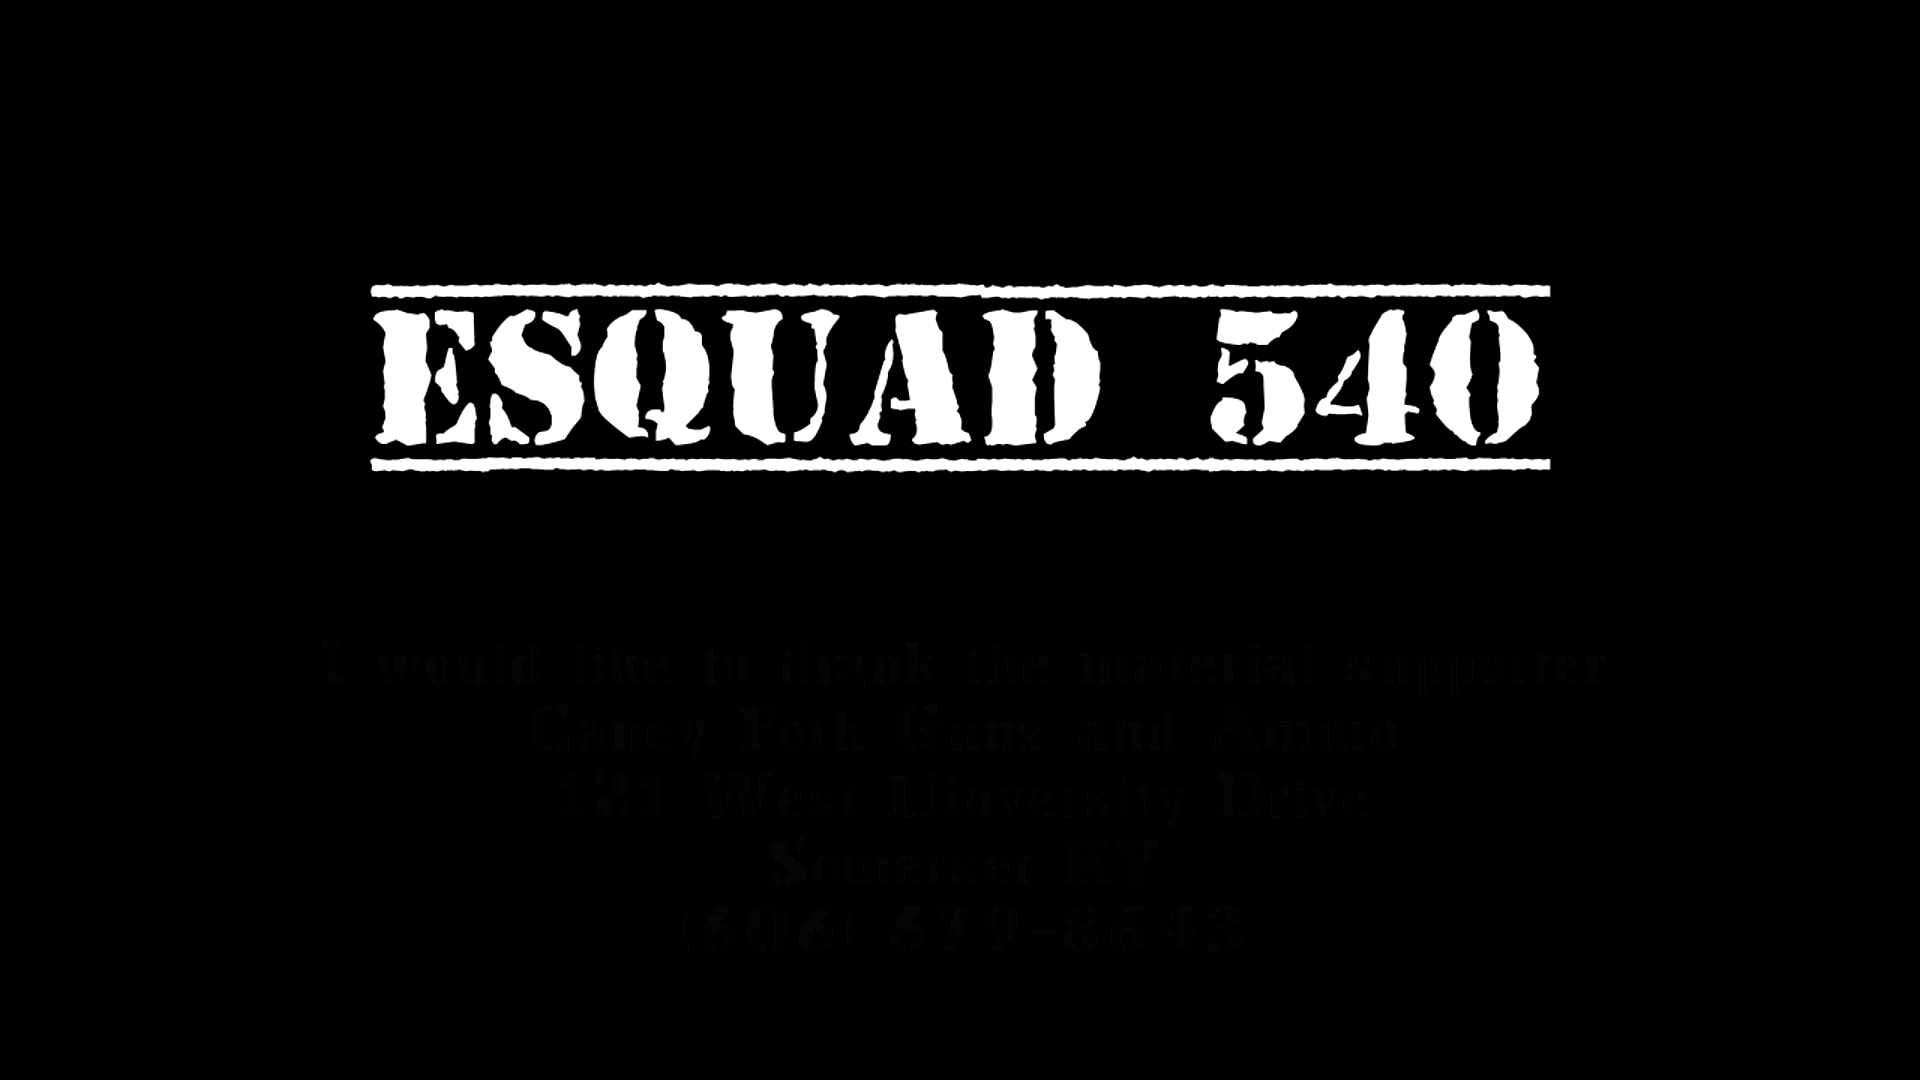 ESQUAD 540
I would like to thank the material supporter
Caney Fork Guns and Ammo
121 West Uinversity Drive
Somerset KY
(606) 679-8643